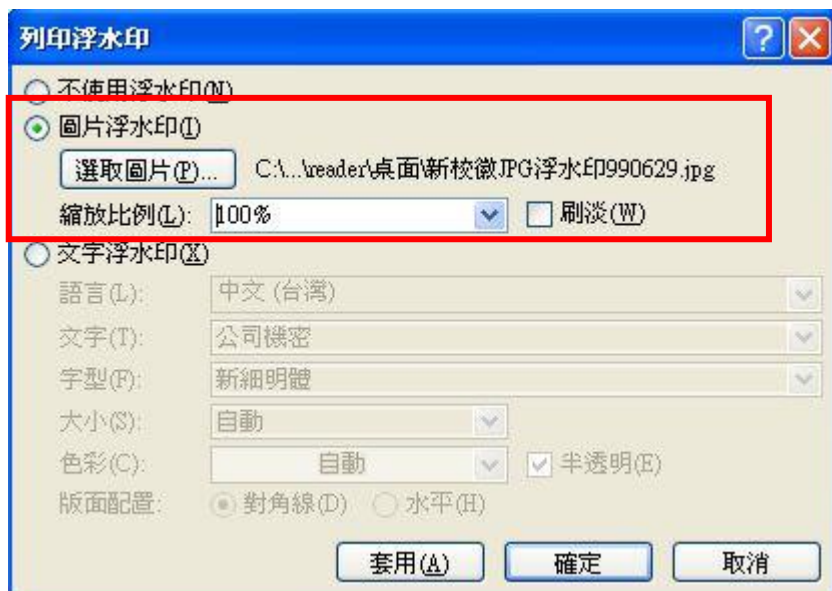 列印浮水印
不使用浮水印(N)
圖片浮水印(I)
選取圖片(P)... C:\...\reader\桌面\新校徽JPG浮水印990629.jpg
縮放比例(L): 100% 刷淡(W)
文字浮水印(X)
語言(L): 中文 (台灣)
文字(T): 公司機密
字型(F): 新細明體
大小(S): 自動
色彩(C): 自動 半透明(E)
版面配置: 對角線(D) 水平(H)
套用(A) 確定 取消